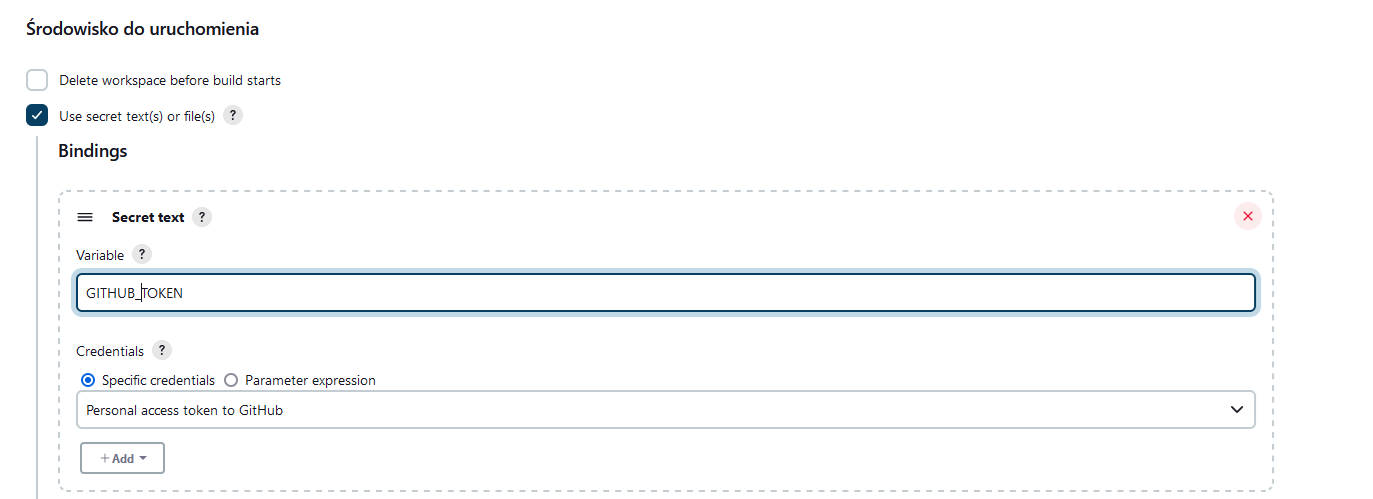 Środowisko do uruchomienia
Delete workspace before build starts
Use secret text(s) or file(s) ?
Bindings
Secret text ?
Variable ?
GITHUB_TOKEN
Credentials ?
Specific credentials Parameter expression
Personal access token to GitHub
+ Add